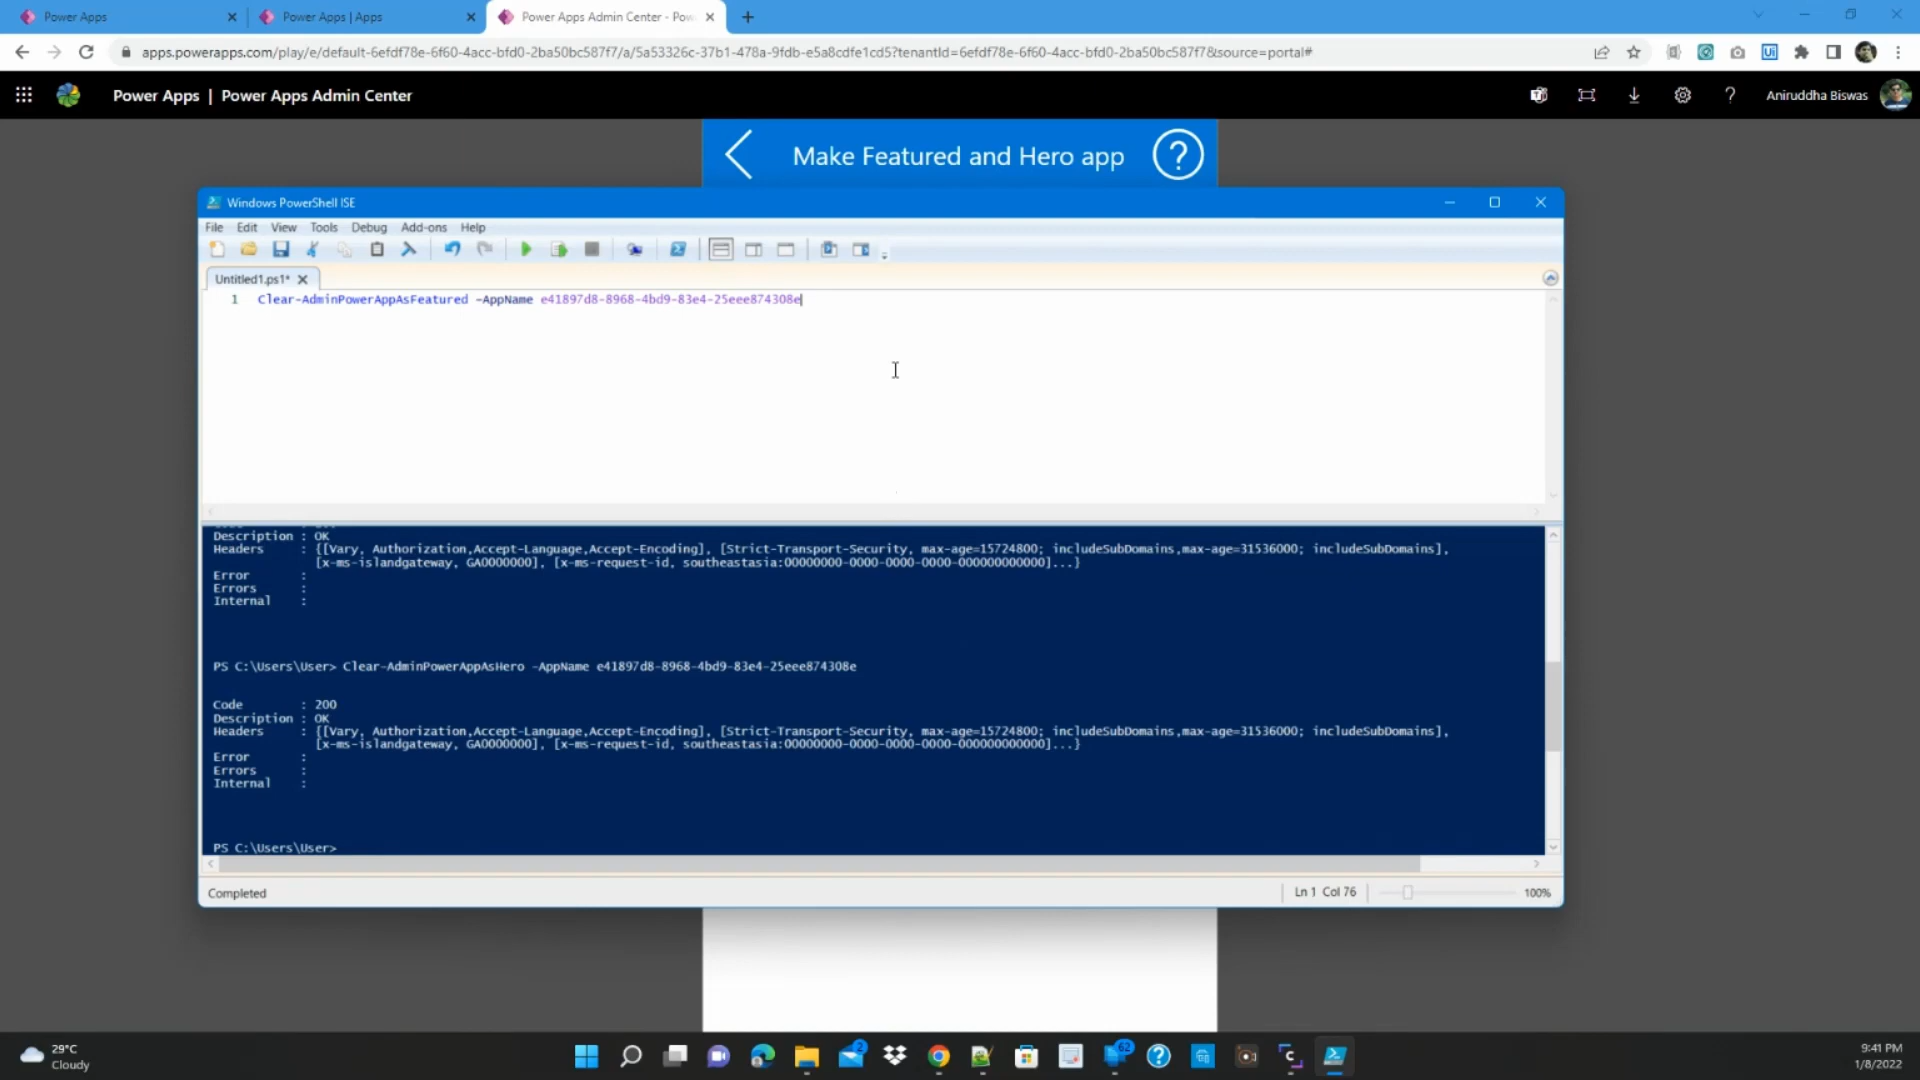 Power Apps
Power Apps | Apps
Power Apps Admin Center - Pow
apps.powerapps.com/play/e/default-6efdf78e-6f60-4acc-bfd0-2ba50bc587f7/a/5a53326c-37b1-478a-9fdb-e5a8cdfe1cd5?tenantId=6efdf78e-6f60-4acc-bfd0-2ba50bc587f7&source=portal#
Power Apps | Power Apps Admin Center
Aniruddha Biswas
Make Featured and Hero app
Windows PowerShell ISE
File Edit View Tools Debug Add-ons Help
Untitled1.ps1*
1 Clear-AdminPowerAppAsFeatured -AppName e41897d8-8968-4bd9-83e4-25eee874308e
Description : OK
Headers : {[Vary, Authorization,Accept-Language,Accept-Encoding], [Strict-Transport-Security, max-age=15724800; includeSubDomains,max-age=31536000; includeSubDomains],
[x-ms-islandgateway, GA0000000], [x-ms-request-id, southeastasia:00000000-0000-0000-0000-000000000000]...}
Error :
Errors :
Internal :
PS C:\Users\User> Clear-AdminPowerAppAsHero -AppName e41897d8-8968-4bd9-83e4-25eee874308e
Code : 200
Description : OK
Headers : {[Vary, Authorization,Accept-Language,Accept-Encoding], [Strict-Transport-Security, max-age=15724800; includeSubDomains,max-age=31536000; includeSubDomains],
[x-ms-islandgateway, GA0000000], [x-ms-request-id, southeastasia:00000000-0000-0000-0000-000000000000]...}
Error :
Errors :
Internal :
PS C:\Users\User>
Completed
Ln 1 Col 76
100%
29°C
Cloudy
2
62
9:41 PM
1/8/2022